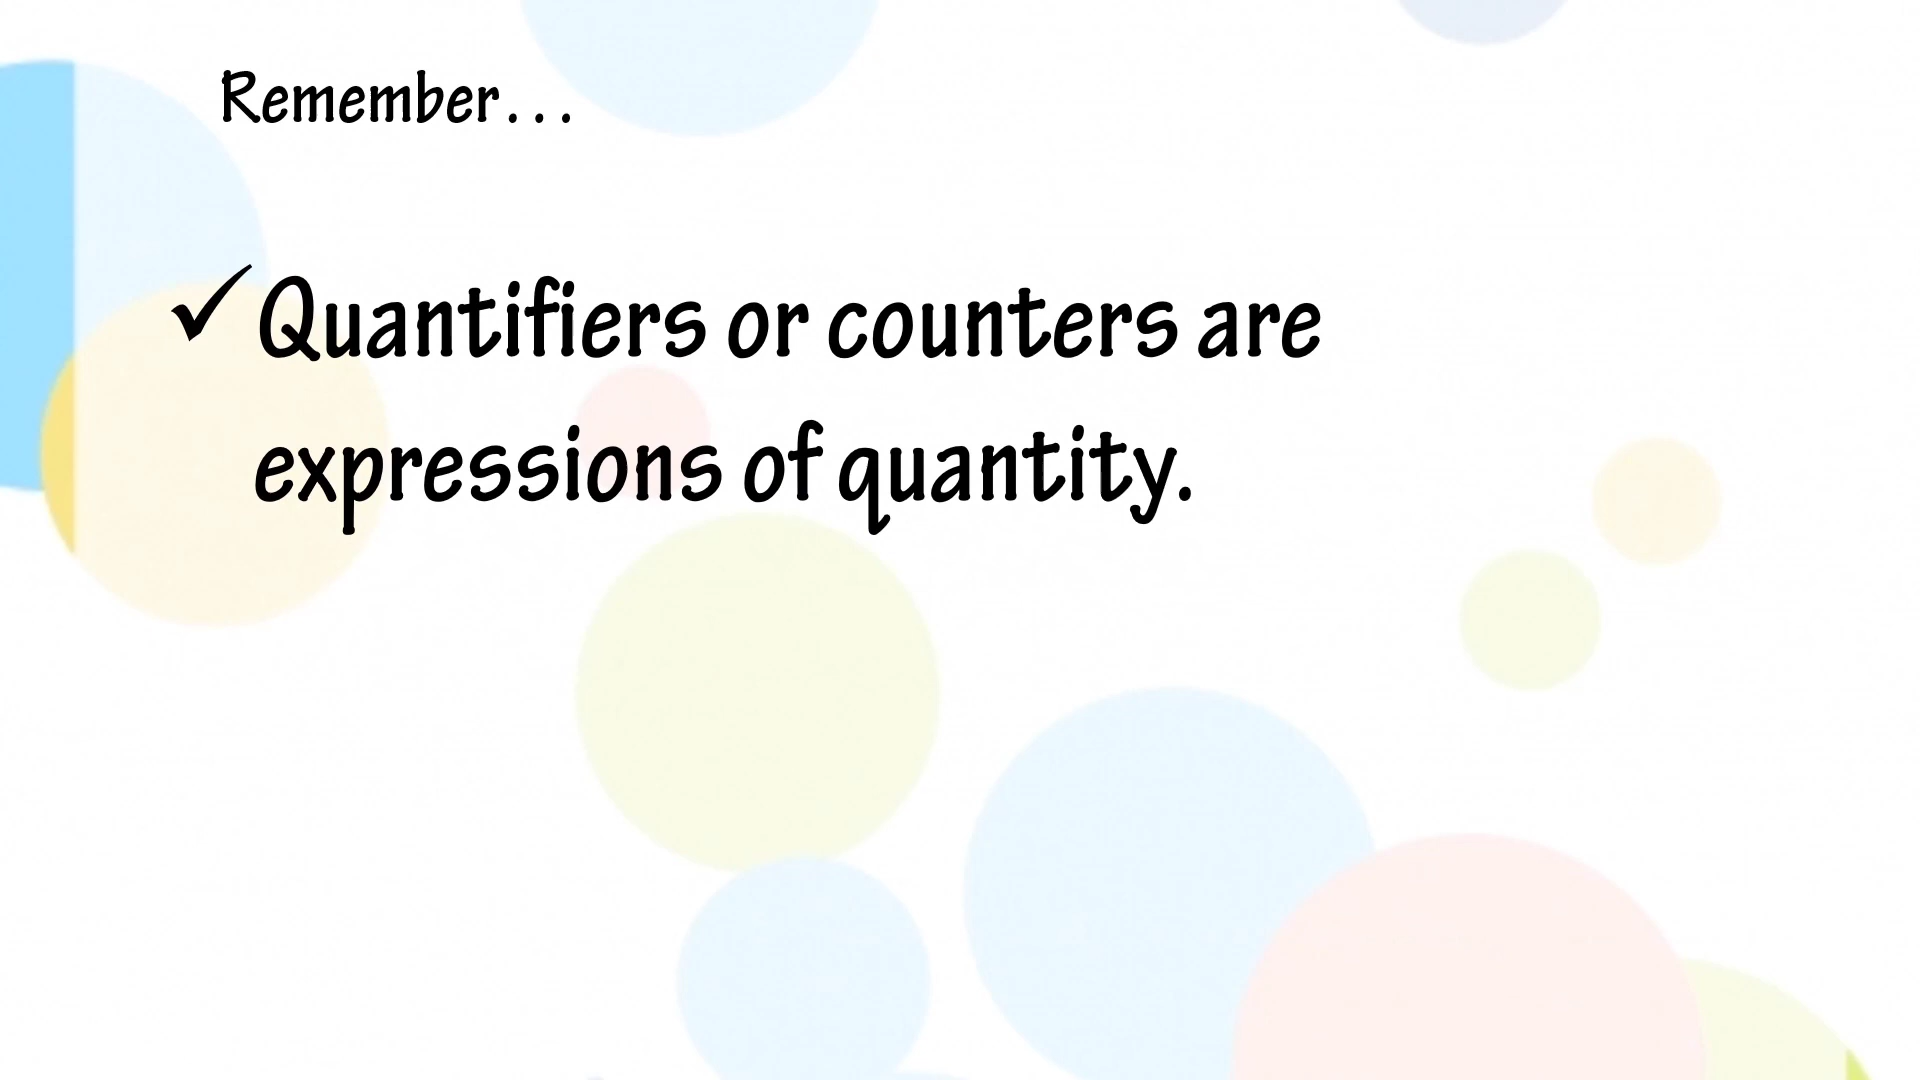 Remember...
✓ Quantifiers or counters are
expressions of quantity.